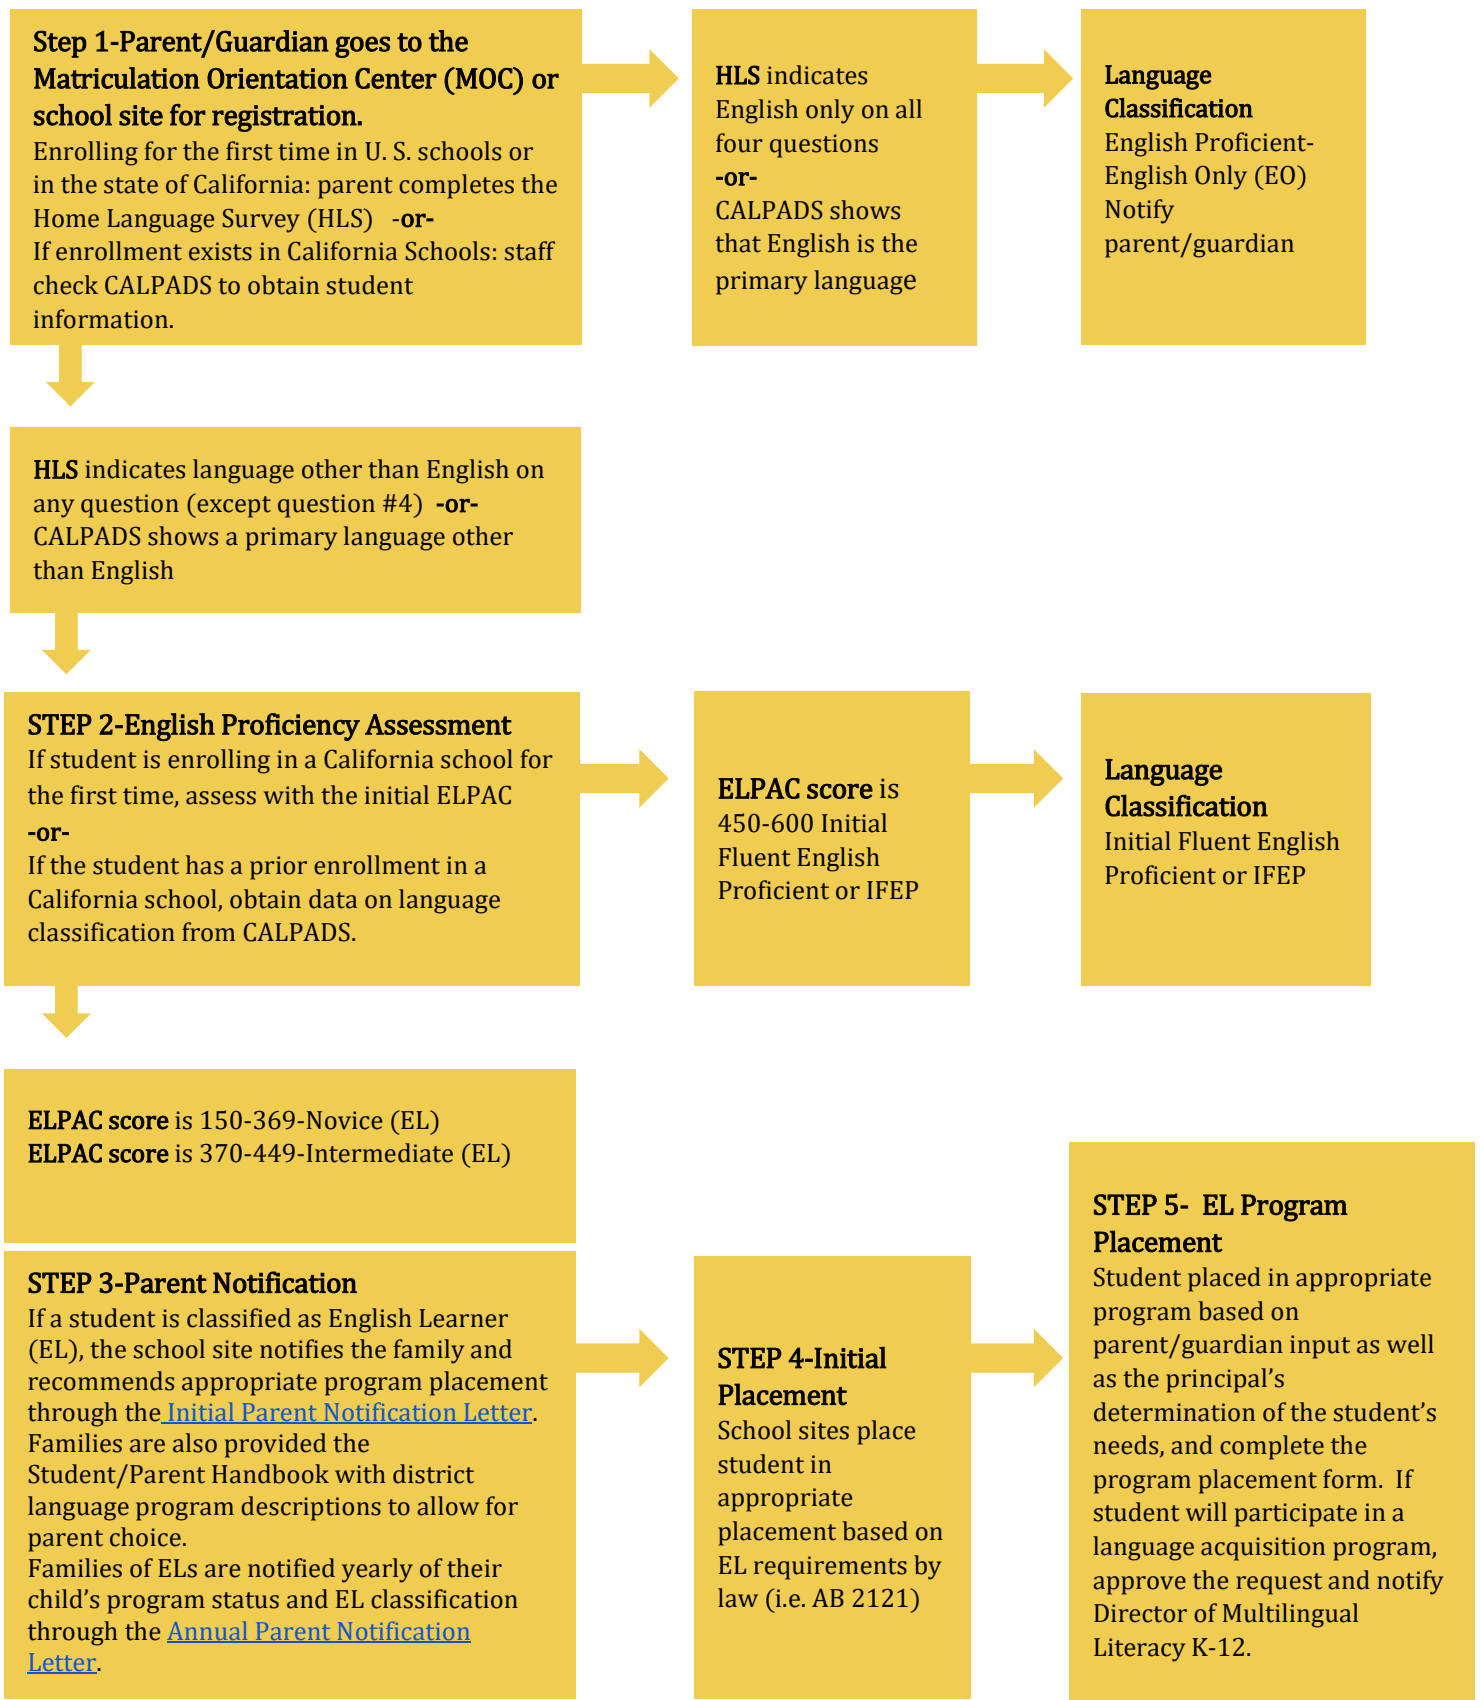 Step 1-Parent/Guardian goes to the
Matriculation Orientation Center (MOC) or
school site for registration.
Enrolling for the first time in U. S. schools or
in the state of California: parent completes the
Home Language Survey (HLS)   -or-
If enrollment exists in California Schools: staff
check CALPADS to obtain student
information.
HLS indicates
English only on all
four questions
-or-
CALPADS shows
that English is the
primary language
Language
Classification
English Proficient-
English Only (EO)
Notify
parent/guardian
HLS indicates language other than English on
any question (except question #4)  -or-
CALPADS shows a primary language other
than English
STEP 2-English Proficiency Assessment
If student is enrolling in a California school for
the first time, assess with the initial ELPAC
-or-
If the student has a prior enrollment in a
California school, obtain data on language
classification from CALPADS.
ELPAC score is
450-600 Initial
Fluent English
Proficient or IFEP
Language
Classification
Initial Fluent English
Proficient or IFEP
ELPAC score is 150-369-Novice (EL)
ELPAC score is 370-449-Intermediate (EL)
STEP 3-Parent Notification
If a student is classified as English Learner
(EL), the school site notifies the family and
recommends appropriate program placement
through the Initial Parent Notification Letter.
Families are also provided the
Student/Parent Handbook with district
language program descriptions to allow for
parent choice.
Families of ELs are notified yearly of their
child’s program status and EL classification
through the Annual Parent Notification
Letter.
STEP 4-Initial
Placement
School sites place
student in
appropriate
placement based on
EL requirements by
law (i.e. AB 2121)
STEP 5-  EL Program
Placement
Student placed in appropriate
program based on
parent/guardian input as well
as the principal’s
determination of the student’s
needs, and complete the
program placement form.  If
student will participate in a
language acquisition program,
approve the request and notify
Director of Multilingual
Literacy K-12.